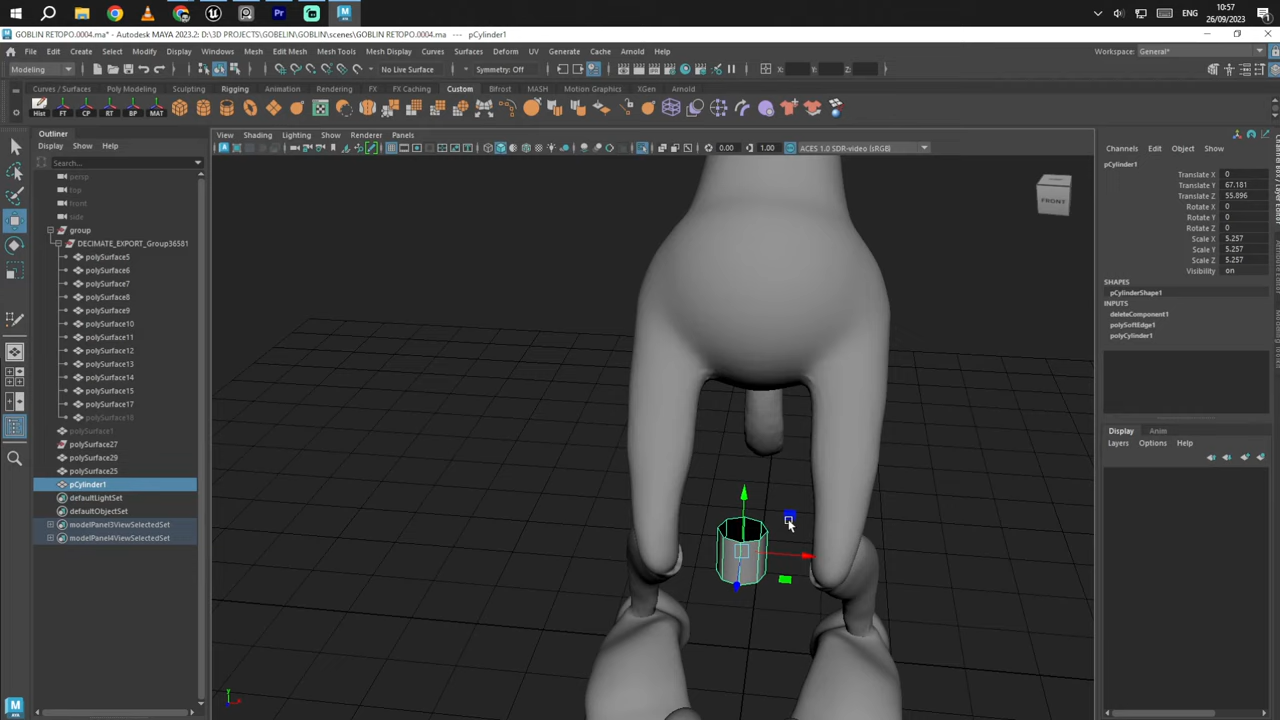 10:57
ENG
26/09/2023
GOBLIN RETOPO.0004.ma* - Autodesk MAYA 2023.2: D:\3D PROJECTS\GOBELIN\GOBLIN\scenes\GOBLIN RETOPO.0004.ma --- pCylinder1
File Edit Create Select Modify Display Windows Mesh Edit Mesh Mesh Tools Mesh Display Curves Surfaces Deform UV Generate Cache Arnold Help
Workspace: General*
Modeling
No Live Surface
Symmetry: Off
X:
Y:
Z:
Curves / Surfaces Poly Modeling Sculpting Rigging Animation Rendering FX FX Caching Custom Bifrost MASH Motion Graphics XGen Arnold
Hist FT CP RT BP MAT
Outliner
Display Show Help
Search...
persp
top
front
side
group
DECIMATE_EXPORT_Group36581
polySurface5
polySurface6
polySurface7
polySurface8
polySurface9
polySurface10
polySurface11
polySurface12
polySurface13
polySurface14
polySurface15
polySurface17
polySurface18
polySurface1
polySurface27
polySurface29
polySurface25
pCylinder1
defaultLightSet
defaultObjectSet
modelPanel3ViewSelectedSet
modelPanel4ViewSelectedSet
View Shading Lighting Show Renderer Panels
0.00
1.00
ACES 1.0 SDR-video (sRGB)
FRONT
Channels Edit Object Show
pCylinder1
Translate X 0
Translate Y 67.181
Translate Z 55.896
Rotate X 0
Rotate Y 0
Rotate Z 0
Scale X 5.257
Scale Y 5.257
Scale Z 5.257
Visibility on
SHAPES
pCylinderShape1
INPUTS
deleteComponent1
polySoftEdge1
polyCylinder1
Display Anim
Layers Options Help